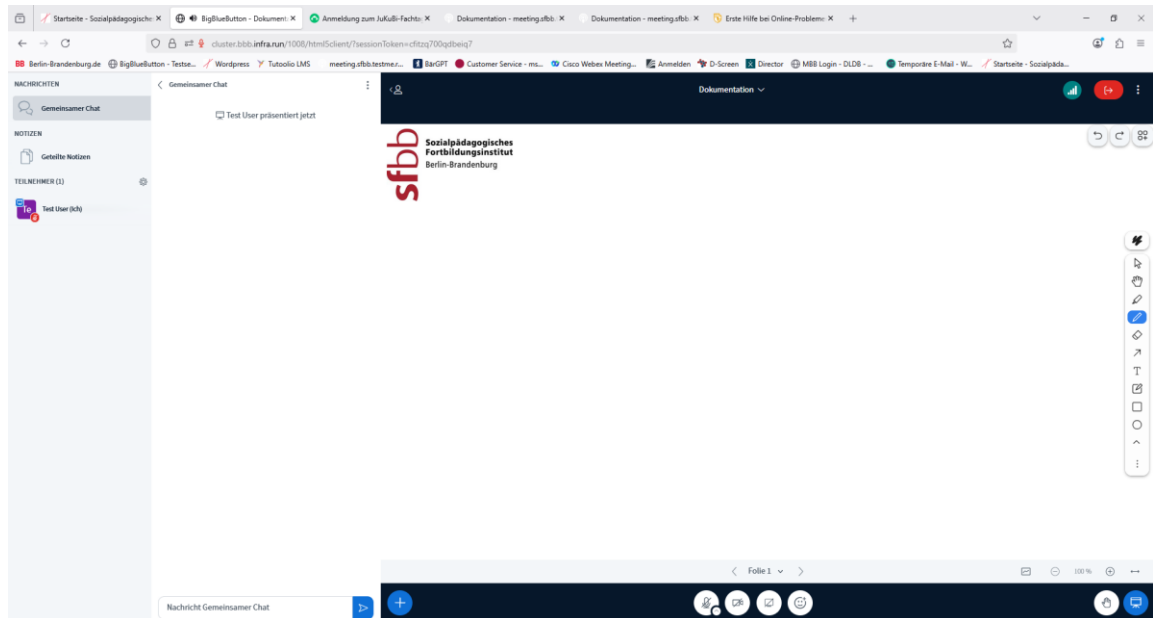 Startseite - Sozialpädagogische
BigBlueButton - Dokument
Anmeldung zum JuKuBi-Fachta
Dokumentation - meeting.sfbb.
Dokumentation - meeting.sfbb.
Erste Hilfe bei Online-Probleme
cluster.bbb.infra.run/1008/html5client/?sessionToken=cfitzq700qdbeiq7
BB Berlin-Brandenburg.de
BigBlueButton - Testse...
Wordpress
Tutoolio LMS
meeting.sfbb.testme.r...
BärGPT
Customer Service - ms...
Cisco Webex Meeting...
Anmelden
D-Screen
Director
MBB Login - DLDB - ...
Temporäre E-Mail - W...
Startseite - Sozialpäda...
NACHRICHTEN
Gemeinsamer Chat
NOTIZEN
Geteilte Notizen
TEILNEHMER (1)
Te
Test User (Ich)
Gemeinsamer Chat
Test User präsentiert jetzt
Nachricht Gemeinsamer Chat
Dokumentation
sfbb
Sozialpädagogisches
Fortbildungsinstitut
Berlin-Brandenburg
T
Folie 1
100 %